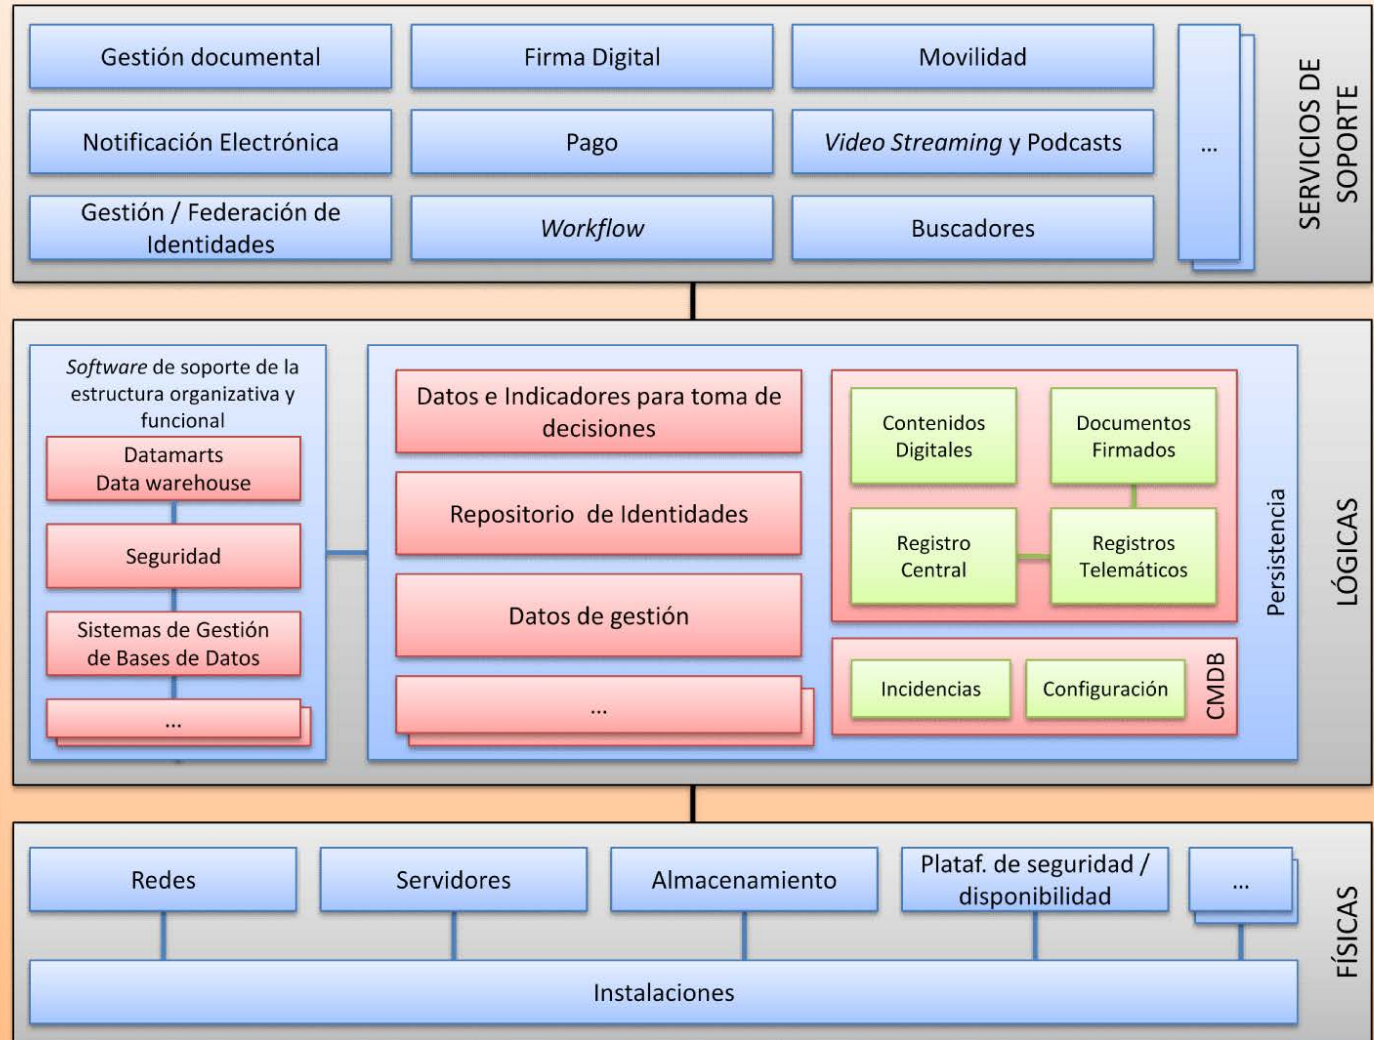 Gestión documental
Firma Digital
Movilidad
Notificación Electrónica
Pago
Video Streaming y Podcasts
...
Gestión / Federación de
Identidades
Workflow
Buscadores
SERVICIOS DE
SOPORTE
Software de soporte de la
estructura organizativa y
funcional
Datamarts
Data warehouse
Seguridad
Sistemas de Gestión
de Bases de Datos
...
Datos e Indicadores para toma de
decisiones
Repositorio de Identidades
Datos de gestión
...
Contenidos
Digitales
Documentos
Firmados
Registro
Central
Registros
Telemáticos
Incidencias
Configuración
CMDB
Persistencia
LÓGICAS
Redes
Servidores
Almacenamiento
Plataf. de seguridad /
disponibilidad
...
Instalaciones
FÍSICAS